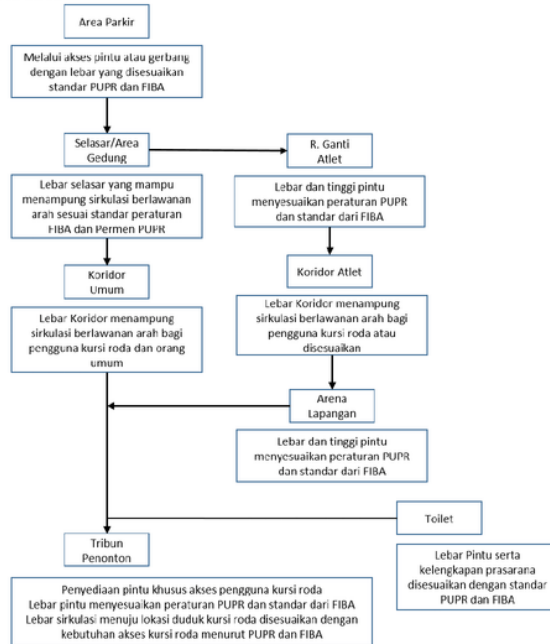 Area Parkir
Melalui akses pintu atau gerbang
dengan lebar yang disesuaikan
standar PUPR dan FIBA
Selasar/Area
Gedung
R. Ganti
Atlet
Lebar selasar yang mampu
menampung sirkulasi berlawanan
arah sesuai standar peraturan
FIBA dan Permen PUPR
Lebar dan tinggi pintu
menyesuaikan peraturan PUPR
dan standar dari FIBA
Koridor
Umum
Koridor Atlet
Lebar Koridor menampung
sirkulasi berlawanan arah bagi
pengguna kursi roda dan orang
umum
Lebar Koridor menampung
sirkulasi berlawanan arah bagi
pengguna kursi roda atau
disesuaikan
Arena
Lapangan
Lebar dan tinggi pintu
menyesuaikan peraturan PUPR
dan standar dari FIBA
Toilet
Tribun
Penonton
Lebar Pintu serta
kelengkapan prasarana
disesuaikan dengan standar
PUPR dan FIBA
Penyediaan pintu khusus akses pengguna kursi roda
Lebar pintu menyesuaikan peraturan PUPR dan standar dari FIBA
Lebar sirkulasi menuju lokasi duduk kursi roda disesuaikan dengan
kebutuhan akses kursi roda menurut PUPR dan FIBA